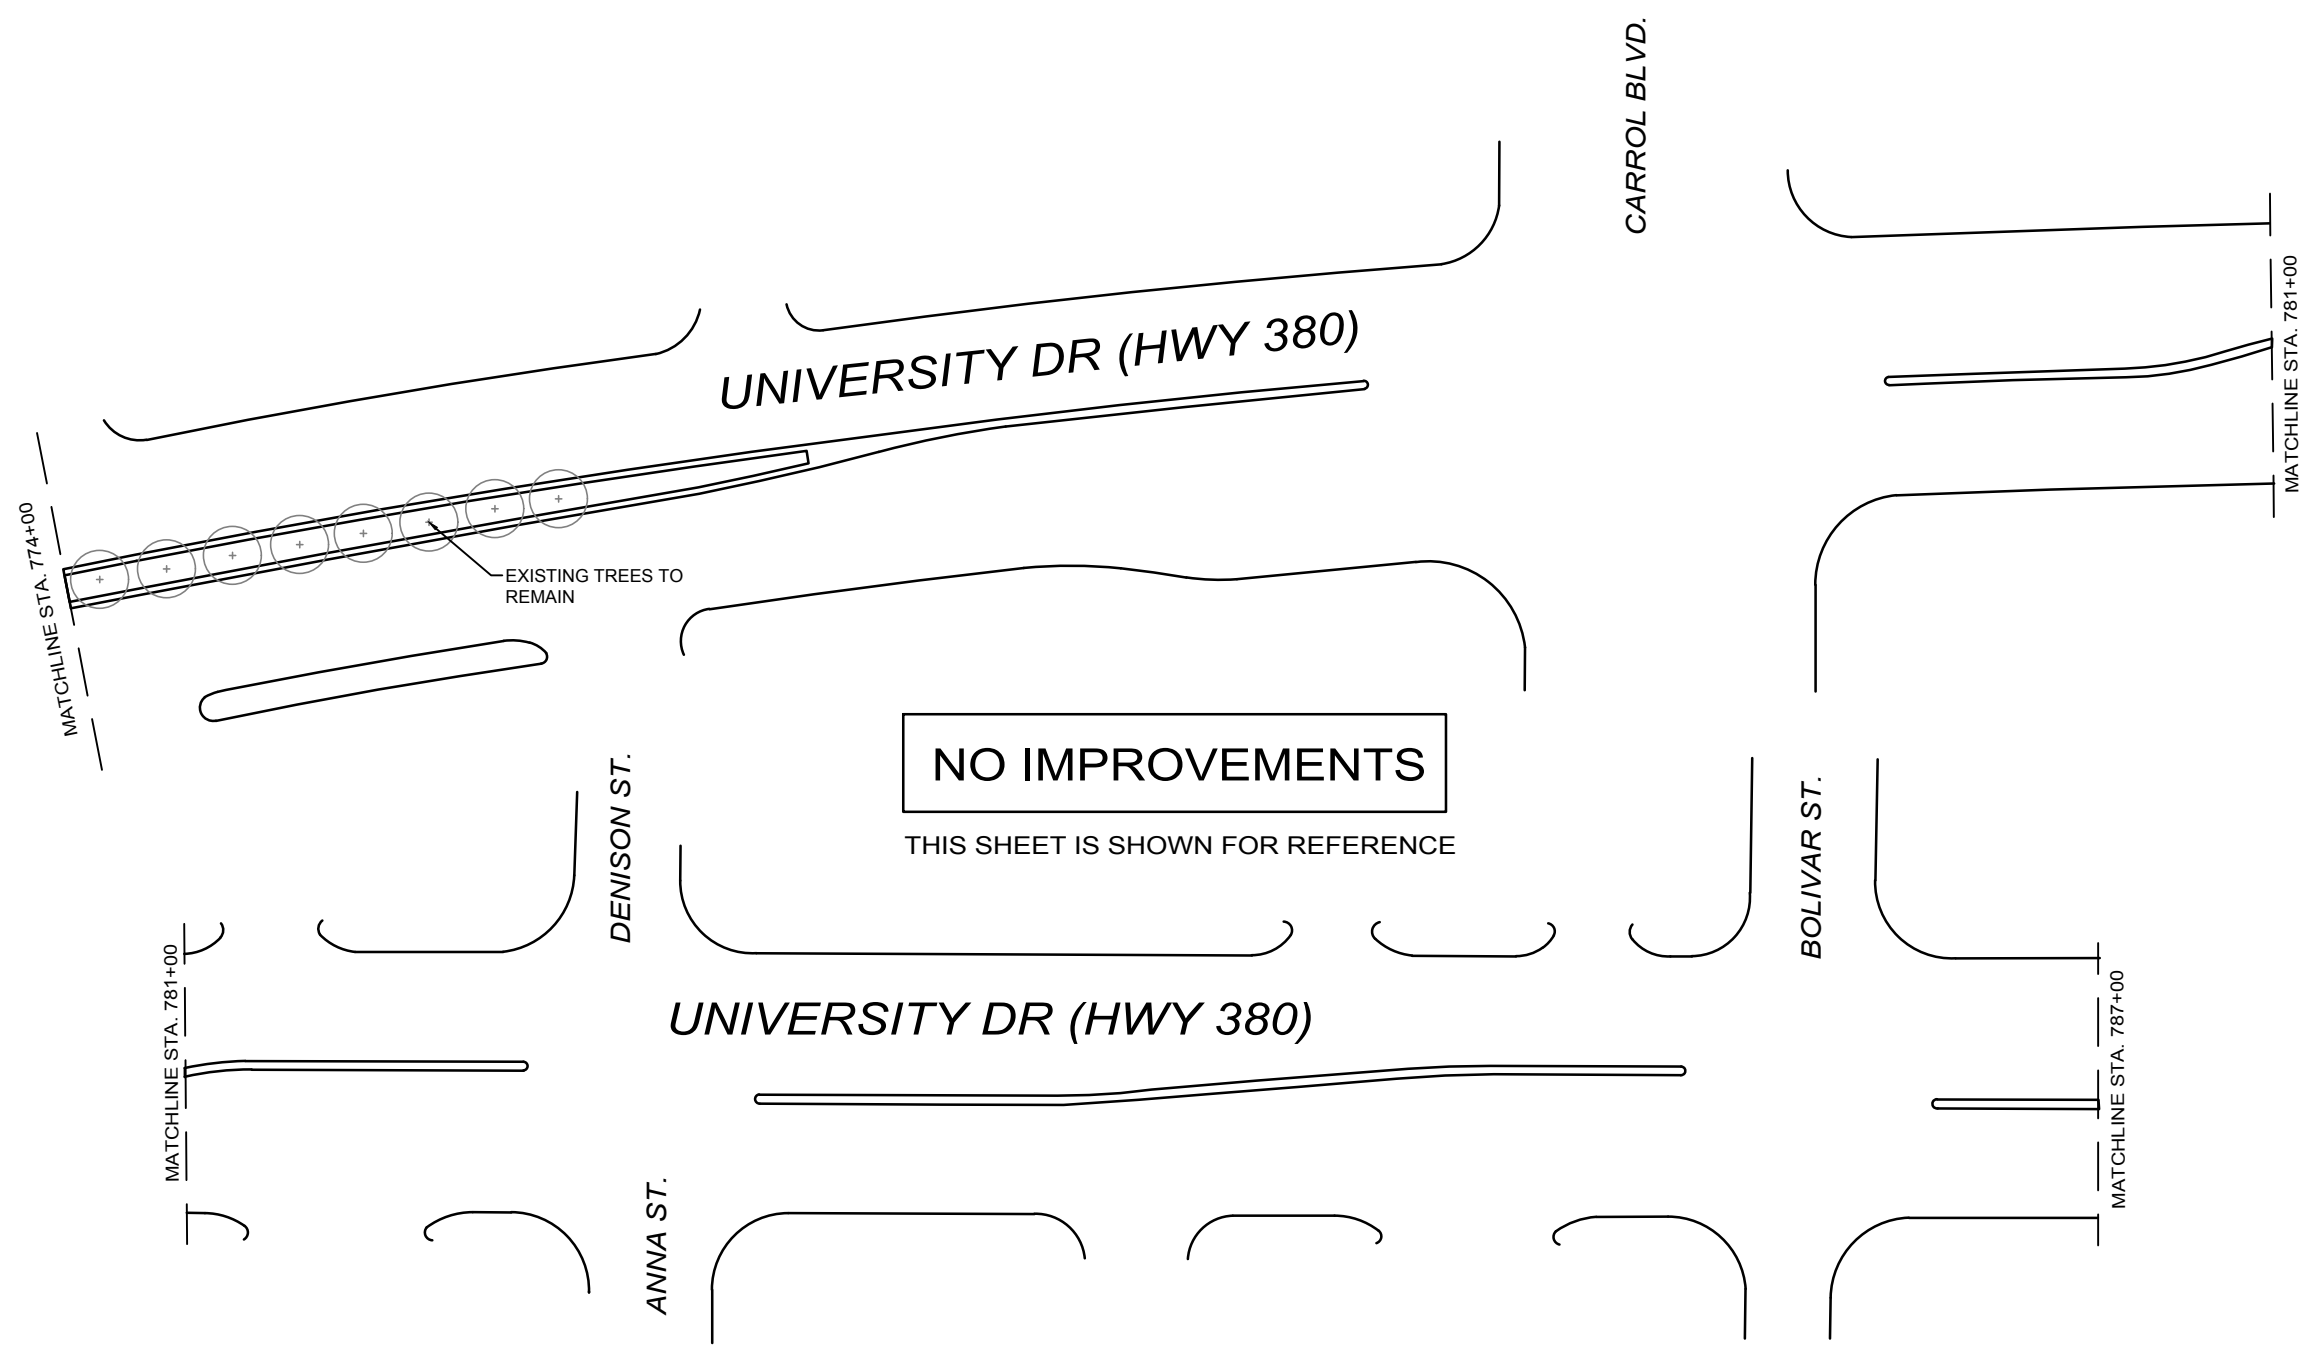 CARROL BLVD.
UNIVERSITY DR (HWY 380)
MATCHLINE STA. 781+00
MATCHLINE STA. 774+00
EXISTING TREES TO
REMAIN
NO IMPROVEMENTS
THIS SHEET IS SHOWN FOR REFERENCE
DENISON ST.
BOLIVAR ST.
MATCHLINE STA. 781+00
UNIVERSITY DR (HWY 380)
MATCHLINE STA. 787+00
ANNA ST.